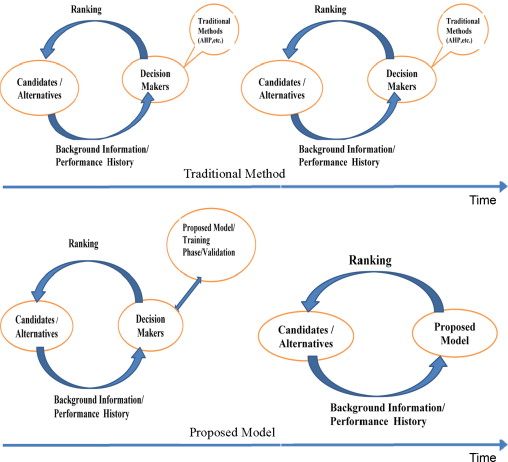 Ranking
Traditional
Methods
(AHP,etc.)
Candidates /
Alternatives
Decision
Makers
Background Information/
Performance History
Ranking
Traditional
Methods
(AHP,etc.)
Candidates /
Alternatives
Decision
Makers
Background Information/
Performance History
Traditional Method
Time
Ranking
Proposed Model/
Training
Phase/Validation
Candidates /
Alternatives
Decision
Makers
Background Information/
Performance History
Ranking
Candidates /
Alternatives
Proposed
Model
Background Information/
Performance History
Proposed Model
Time